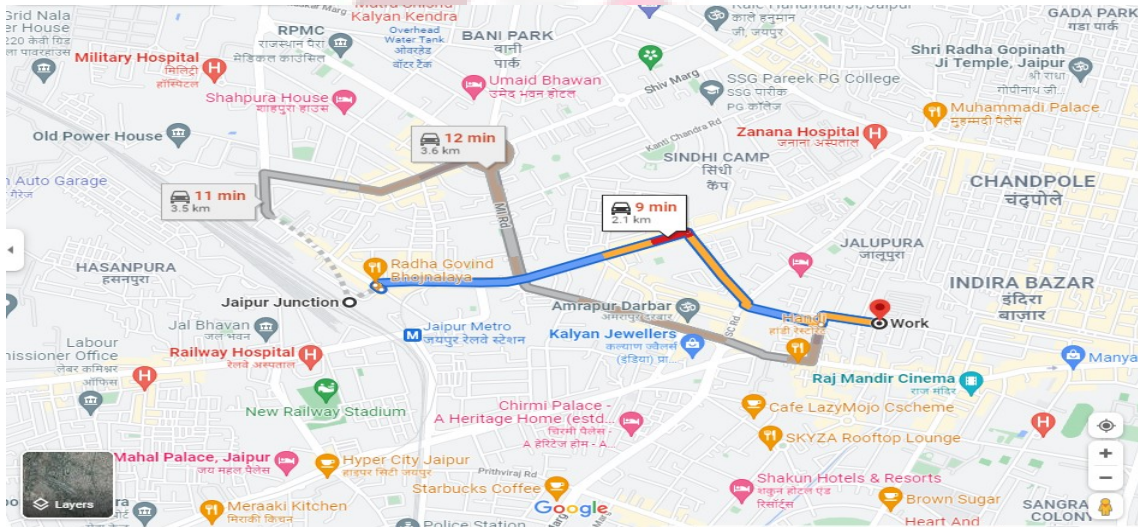 Grid Nala
RPMC
राजस्थान पैरा
मेडिकल काउंसिल
Kalyan Kendra
Overhead
Water Tank
ओवरहेड
वॉटर टैंक
BANI PARK
बानी
पार्क
काले हनुमान
जी, जयपुर
GADA PARK
गडा पार्क
Military Hospital
मिलिट्री
हॉस्पिटल
Umaid Bhawan
उमेद भवन होटल
Shiv Marg
SSG Pareek PG College
SSG पारीक
PG कॉलेज
Shri Radha Gopinath
Ji Temple, Jaipur
श्री राधा
गोपीनाथ जी...
Shahpura House
शाहपुरा हाउस
Muhammadi Palace
मुहम्मदी पैलेस
Old Power House
12 min
3.6 km
Kanti Chandra Rd
Zanana Hospital
जनाना अस्पताल
SINDHI CAMP
सिंधी
कैंप
Auto Garage
गैरेज
11 min
3.5 km
MI Rd
9 min
2.1 km
CHANDPOLE
चंदपोले
JALUPURA
जालूपुरा
HASANPURA
हसनपुरा
Radha Govind
Bhojnalaya
Jaipur Junction
INDIRA BAZAR
इंदिरा
बाज़ार
Amrapur Darbar
अमरापुर दरबार
Work
Handi
हांडी रेस्टोरेंट
SC Rd
Jal Bhavan
जल भवन
Jaipur Metro
जयपुर रेलवे स्टेशन
Kalyan Jewellers
कल्याण ज्वैलर्स
(इंडिया) प्रा...
Labour
Office
लेबर कमिश्नर
ऑफिस
Railway Hospital
रेलवे अस्पताल
Manya
Raj Mandir Cinema
राज मंदिर
New Railway Stadium
Chirmi Palace -
A Heritage Home (estd...
चिरमी पैलेस -
A हेरिटेज होम - A...
Cafe LazyMojo Cscheme
SKYZA Rooftop Lounge
Mahal Palace, Jaipur
जय महल पैलेस
Hyper City Jaipur
हाइपर सिटी जयपुर
Prithviraj Rd
Starbucks Coffee
Shakun Hotels & Resorts
शकुन होटल एंड
रिसॉर्ट्स
Layers
Meraaki Kitchen
मिराकी किचन
Google
Police Station
Brown Sugar
Heart And
SANGRA
COLONY